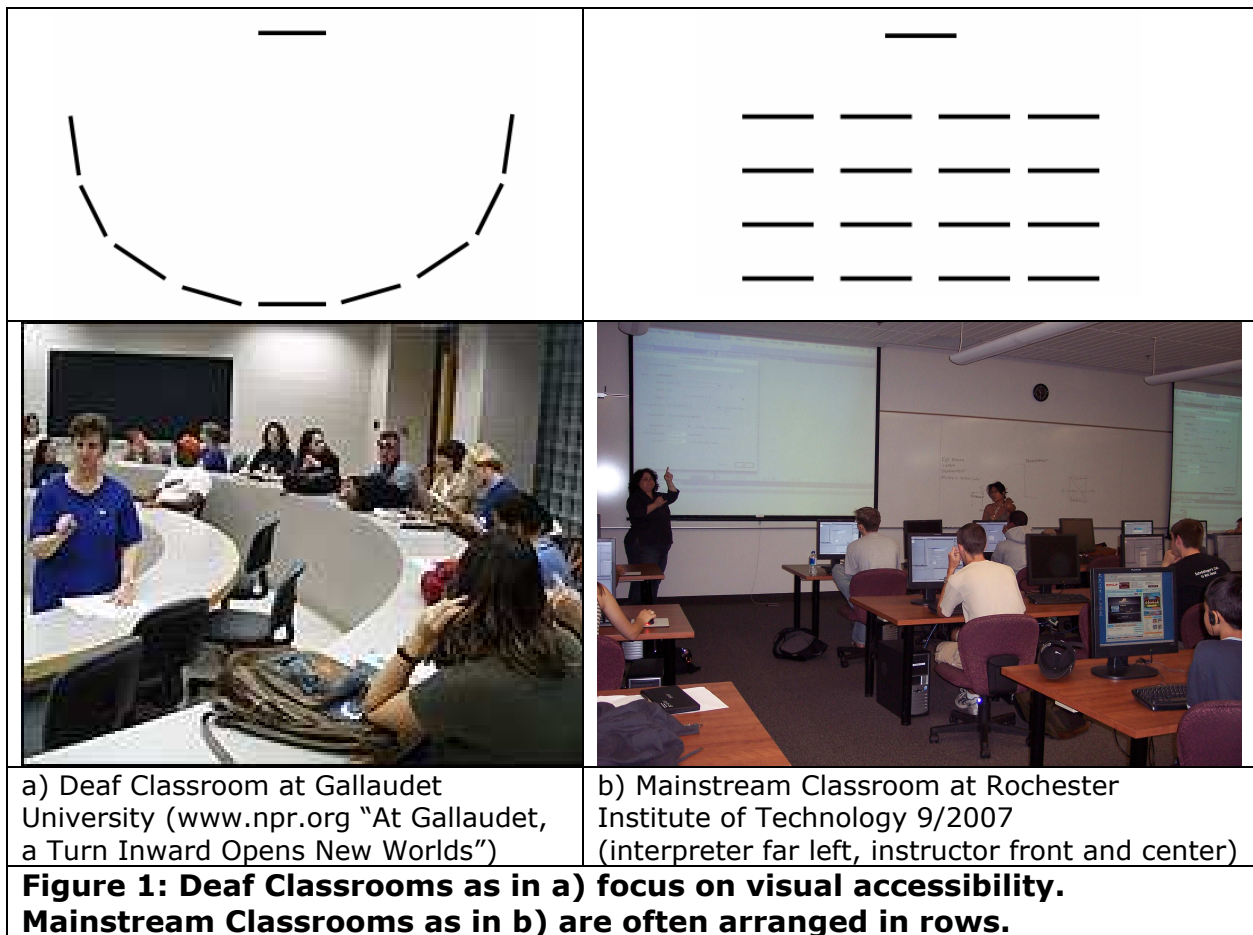 a) Deaf Classroom at Gallaudet
University (www.npr.org “At Gallaudet,
a Turn Inward Opens New Worlds”)
b) Mainstream Classroom at Rochester
Institute of Technology 9/2007
(interpreter far left, instructor front and center)
Figure 1: Deaf Classrooms as in a) focus on visual accessibility.
Mainstream Classrooms as in b) are often arranged in rows.